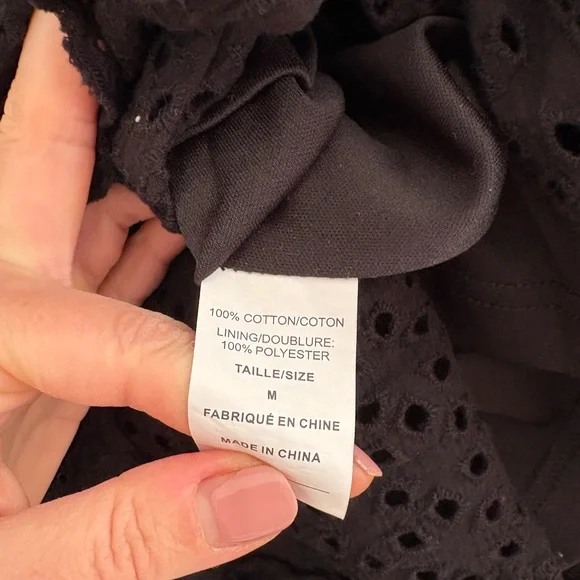 100% COTTON/COTON
LINING/DOUBLURE:
100% POLYESTER
TAILLE/SIZE
M
FABRIQUÉ EN CHINE
MADE IN CHINA